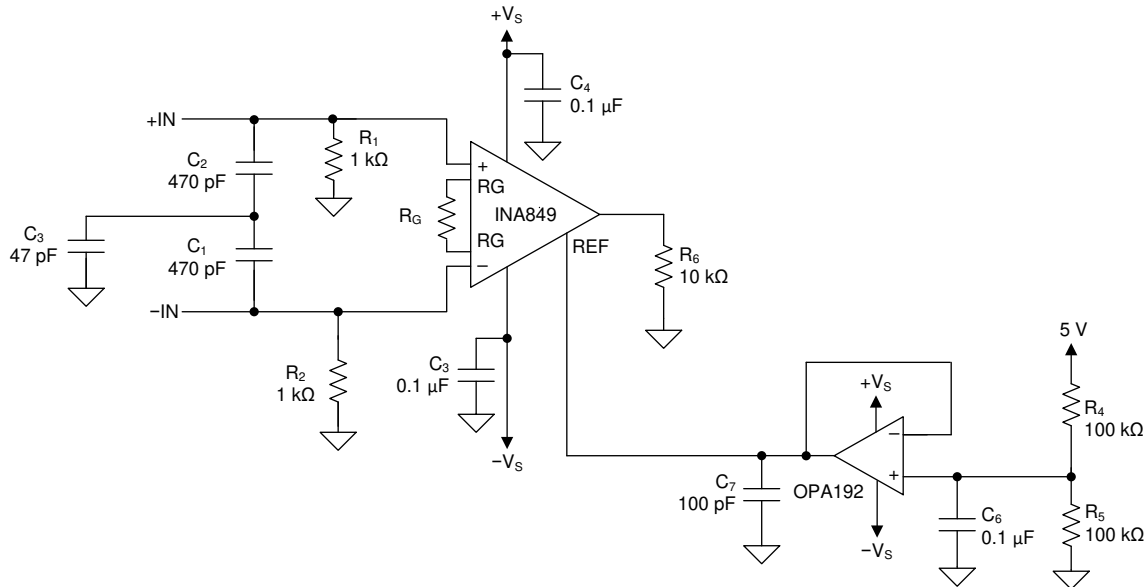 +VS
C4
0.1 µF
+IN
R1
1 kΩ
C2
470 pF
+
RG
INA849
RG
RG
−
REF
C3
47 pF
C1
470 pF
R6
10 kΩ
−IN
R2
1 kΩ
C3
0.1 µF
−VS
5 V
R4
100 kΩ
+VS
−
+
OPA192
C7
100 pF
−VS
C6
0.1 µF
R5
100 kΩ